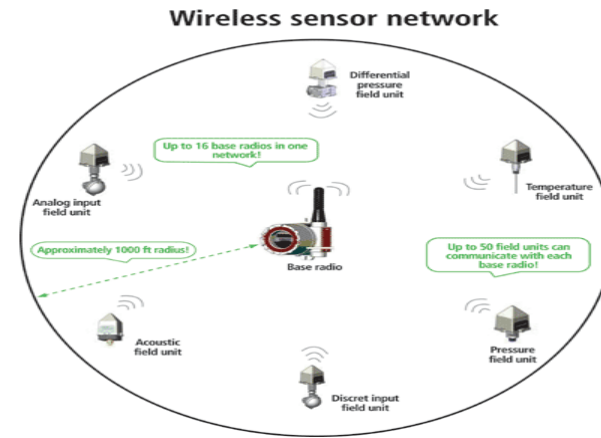 Wireless sensor network
Differential
pressure
field unit
Up to 16 base radios in one
network!
Analog input
field unit
Temperature
field unit
Approximately 1000 ft radius!
Base radio
Up to 50 field units can
communicate with each
base radio!
Acoustic
field unit
Pressure
field unit
Discret input
field unit